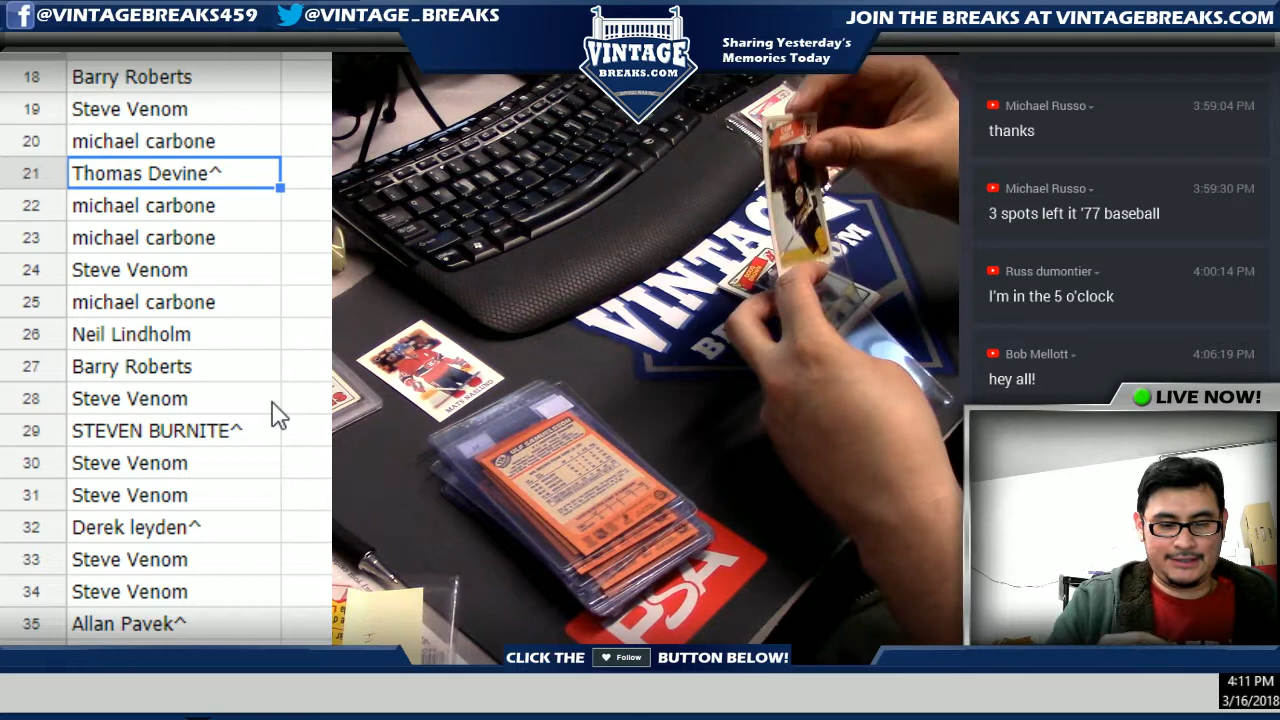 @VINTAGEBREAKS459
@VINTAGE_BREAKS
VINTAGE
BREAKS.COM
Sharing Yesterday's
Memories Today
JOIN THE BREAKS AT VINTAGEBREAKS.COM
18 Barry Roberts
19 Steve Venom
20 michael carbone
21 Thomas Devine^
22 michael carbone
23 michael carbone
24 Steve Venom
25 michael carbone
26 Neil Lindholm
27 Barry Roberts
28 Steve Venom
29 STEVEN BURNITE^
30 Steve Venom
31 Steve Venom
32 Derek leyden^
33 Steve Venom
34 Steve Venom
35 Allan Pavek^
VINTAGE
MATS NASLUND
ULF SAMUELSSON
PSA
Michael Russo 3:59:04 PM
thanks
Michael Russo 3:59:30 PM
3 spots left it '77 baseball
Russ dumontier 4:00:14 PM
I'm in the 5 o'clock
Bob Mellott 4:06:19 PM
hey all!
LIVE NOW!
CLICK THE Follow BUTTON BELOW!
4:11 PM
3/16/2018